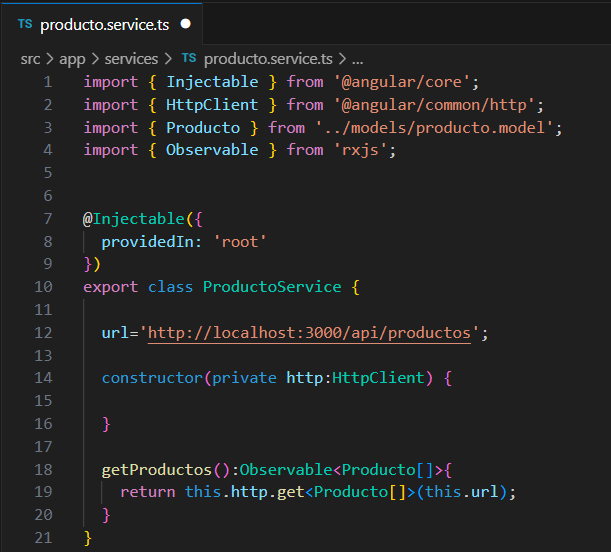 TS producto.service.ts ●
src > app > services > TS producto.service.ts > ...
1 import { Injectable } from '@angular/core';
2 import { HttpClient } from '@angular/common/http';
3 import { Producto } from '../models/producto.model';
4 import { Observable } from 'rxjs';
5
6
7 @Injectable({
8   providedIn: 'root'
9 })
10 export class ProductoService {
11
12   url='http://localhost:3000/api/productos';
13
14   constructor(private http:HttpClient) {
15
16   }
17
18   getProductos():Observable<Producto[]>{
19     return this.http.get<Producto[]>(this.url);
20   }
21 }